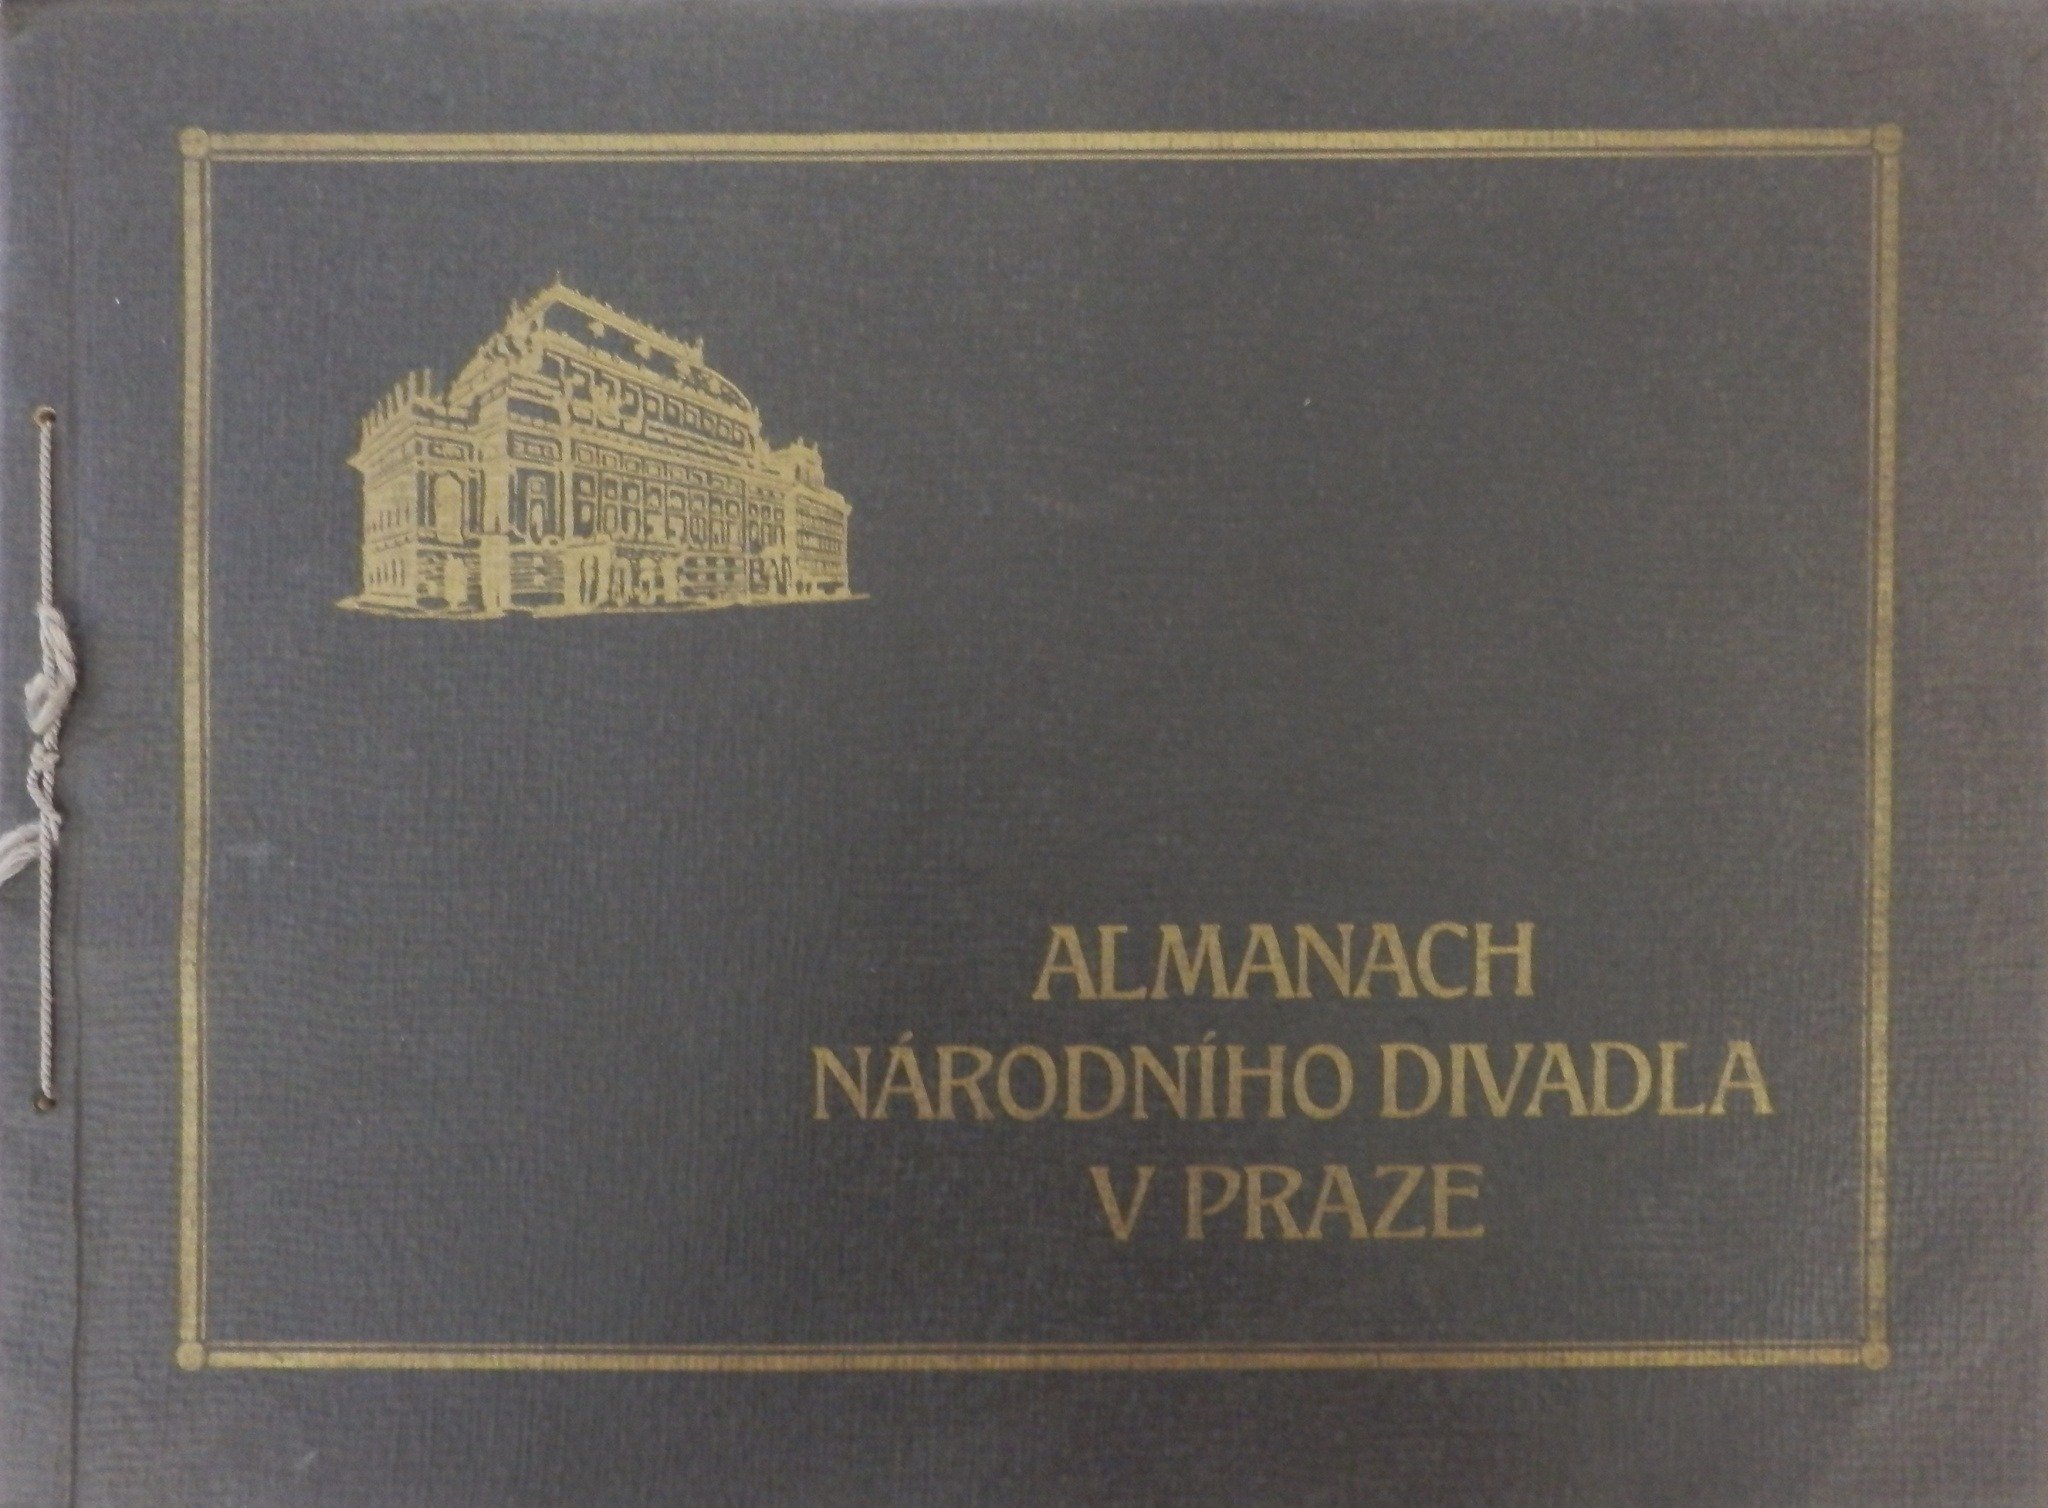 ALMANACH
NÁRODNÍHO DIVADLA
V PRAZE